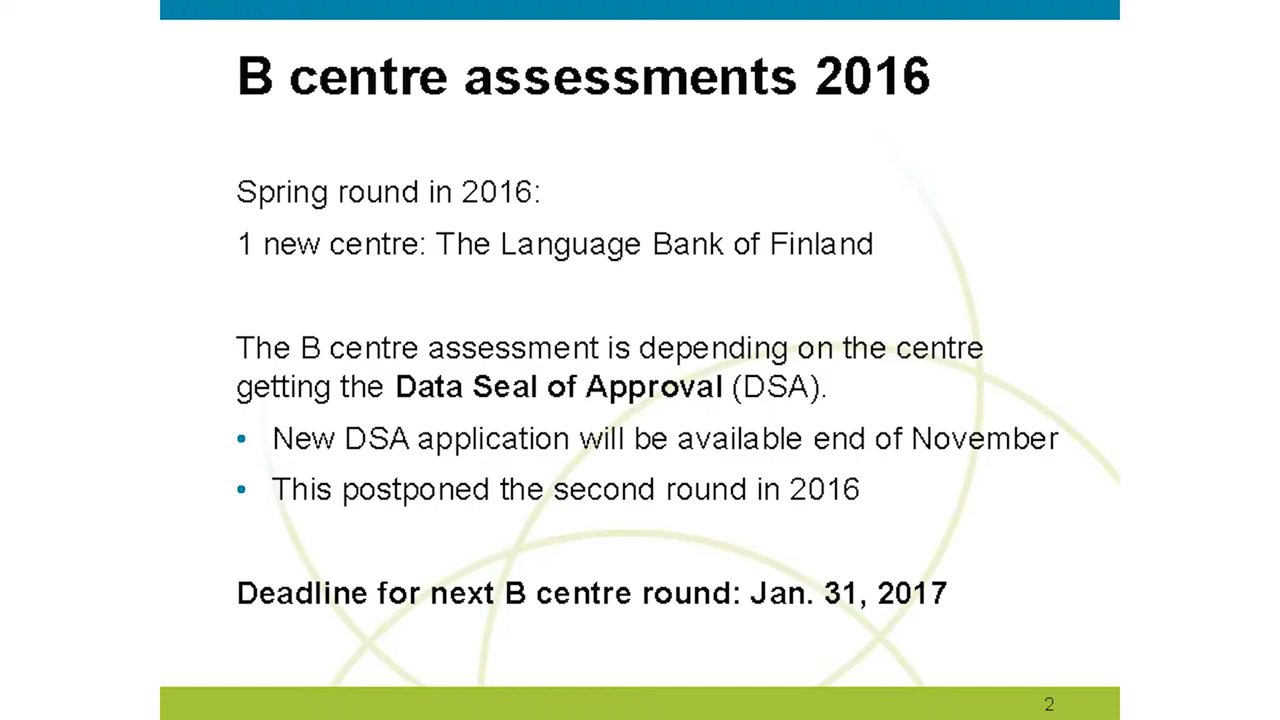 B centre assessments 2016
Spring round in 2016:
1 new centre: The Language Bank of Finland
The B centre assessment is depending on the centre
getting the Data Seal of Approval (DSA).
• New DSA application will be available end of November
• This postponed the second round in 2016
Deadline for next B centre round: Jan. 31, 2017
2